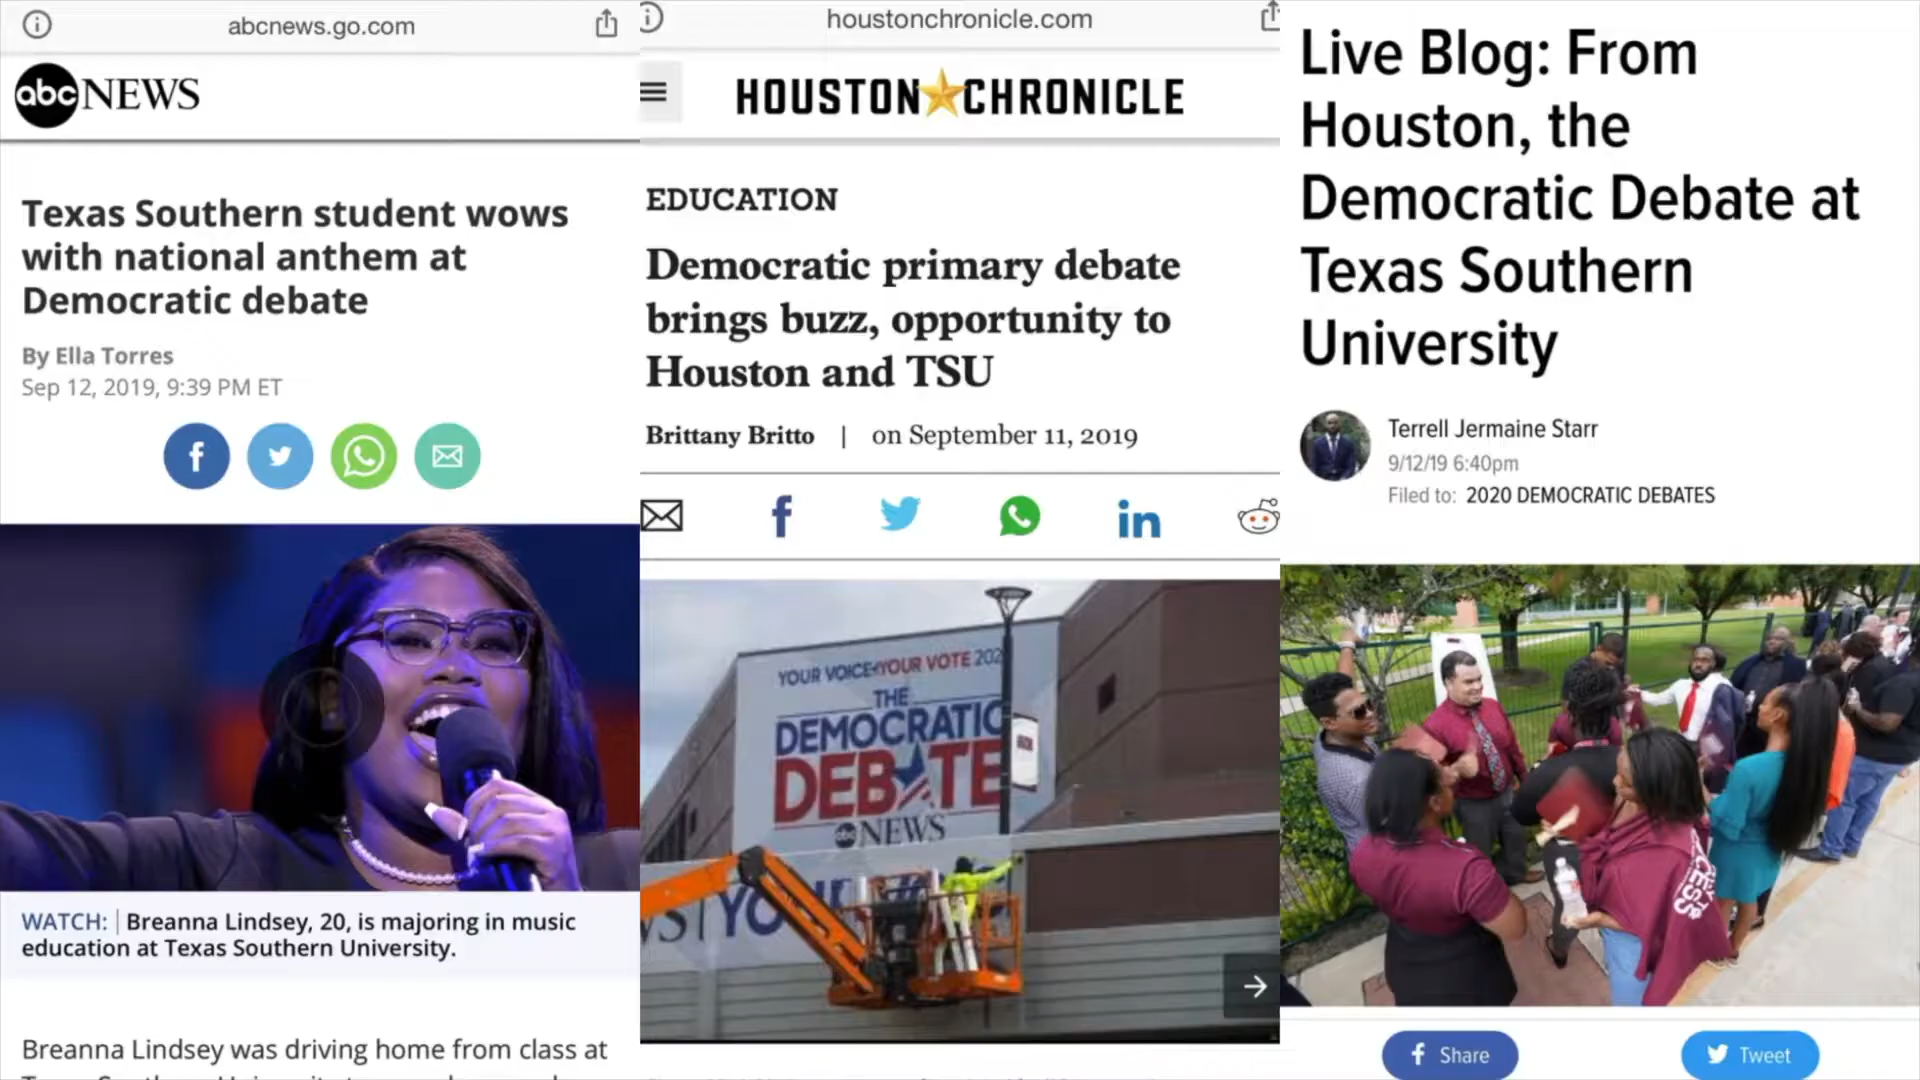 abcnews.go.com
abc NEWS
Texas Southern student wows
with national anthem at
Democratic debate
By Ella Torres
Sep 12, 2019, 9:39 PM ET
WATCH: | Breanna Lindsey, 20, is majoring in music
education at Texas Southern University.
Breanna Lindsey was driving home from class at
houstonchronicle.com
HOUSTON CHRONICLE
EDUCATION
Democratic primary debate
brings buzz, opportunity to
Houston and TSU
Brittany Britto | on September 11, 2019
in
YOUR VOICE YOUR VOTE 202
THE
DEMOCRATIC
DEBATE
abc NEWS
Live Blog: From
Houston, the
Democratic Debate at
Texas Southern
University
Terrell Jermaine Starr
9/12/19 6:40pm
Filed to: 2020 DEMOCRATIC DEBATES
Share
Tweet